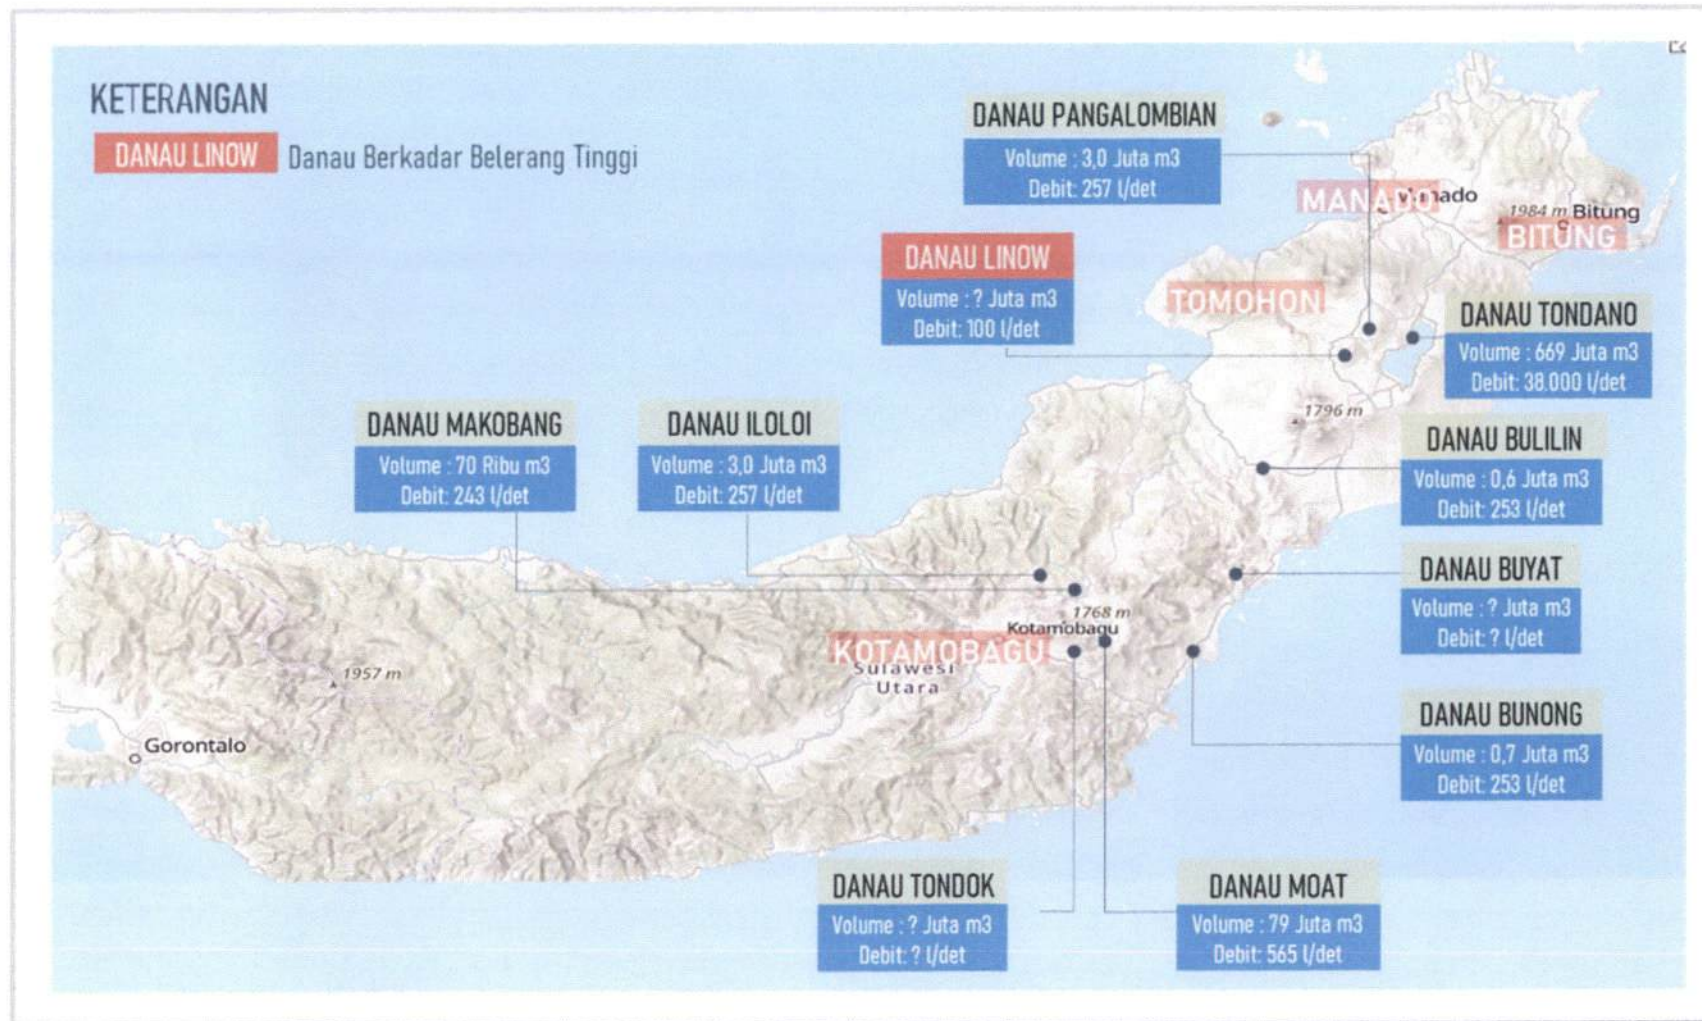 KETERANGAN
DANAU LINOW Danau Berkadar Belerang Tinggi
DANAU PANGALOMBIAN
Volume : 3,0 Juta m3
Debit: 257 l/det
MANADO
Manado
1984 m
Bitung
BITUNG
DANAU LINOW
Volume : ? Juta m3
Debit: 100 l/det
TOMOHON
DANAU TONDANO
Volume : 669 Juta m3
Debit: 38.000 l/det
1796 m
DANAU MAKOBANG
Volume : 70 Ribu m3
Debit: 243 l/det
DANAU ILOLOI
Volume : 3,0 Juta m3
Debit: 257 l/det
DANAU BULILIN
Volume : 0,6 Juta m3
Debit: 253 l/det
DANAU BUYAT
Volume : ? Juta m3
Debit: ? l/det
1768 m
Kotamobagu
KOTAMOBAGU
Sulawesi
Utara
1957 m
Gorontalo
DANAU BUNONG
Volume : 0,7 Juta m3
Debit: 253 l/det
DANAU TONDOK
Volume : ? Juta m3
Debit: ? l/det
DANAU MOAT
Volume : 79 Juta m3
Debit: 565 l/det